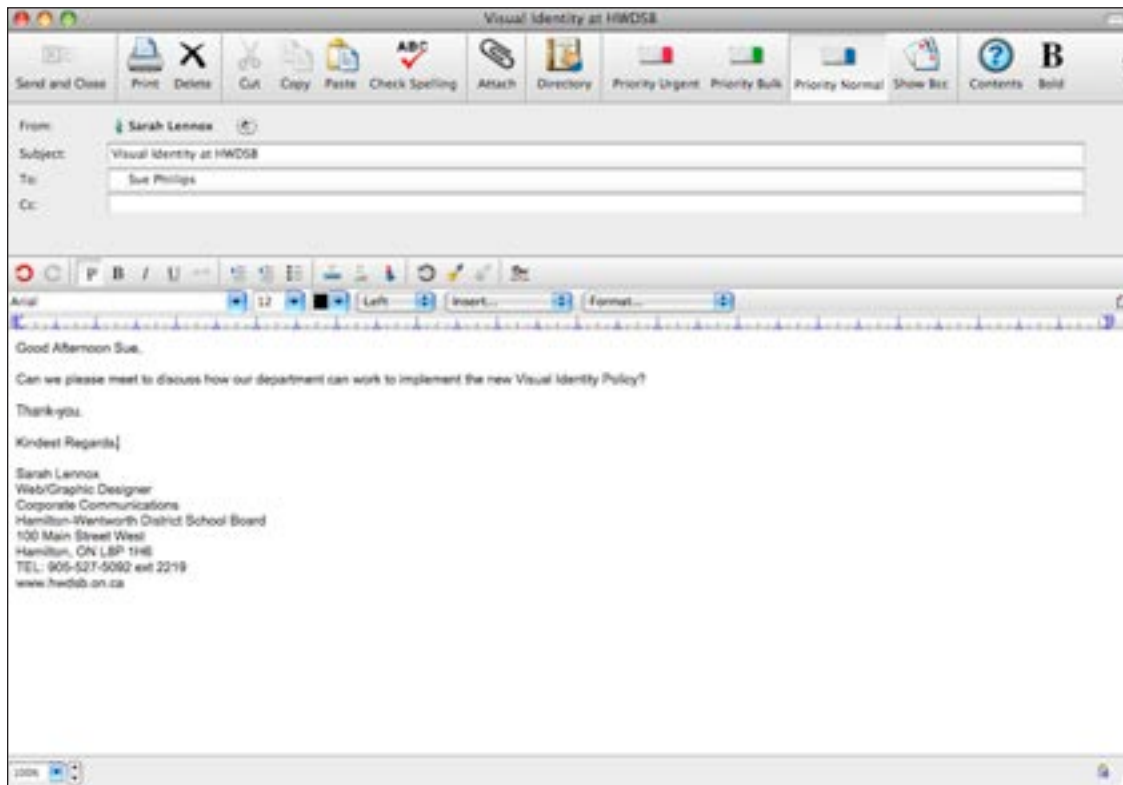 Visual Identity at HWDSB
Send and Close Print Delete Cut Copy Paste Check Spelling Attach Directory Priority Urgent Priority Bulk Priority Normal Show Bcc Contents Bold
ABC
B
From: Sarah Lennox
Subject: Visual Identity at HWDSB
To: Sue Phillips
Cc:
P B I U
Arial 12 Left Insert... Format...
Good Afternoon Sue,
Can we please meet to discuss how our department can work to implement the new Visual Identity Policy?
Thank-you.
Kindest Regards,
Sarah Lennox
Web/Graphic Designer
Corporate Communications
Hamilton-Wentworth District School Board
100 Main Street West
Hamilton, ON L8P 1H6
TEL: 905-527-5092 ext 2219
www.hwdsb.on.ca
100%